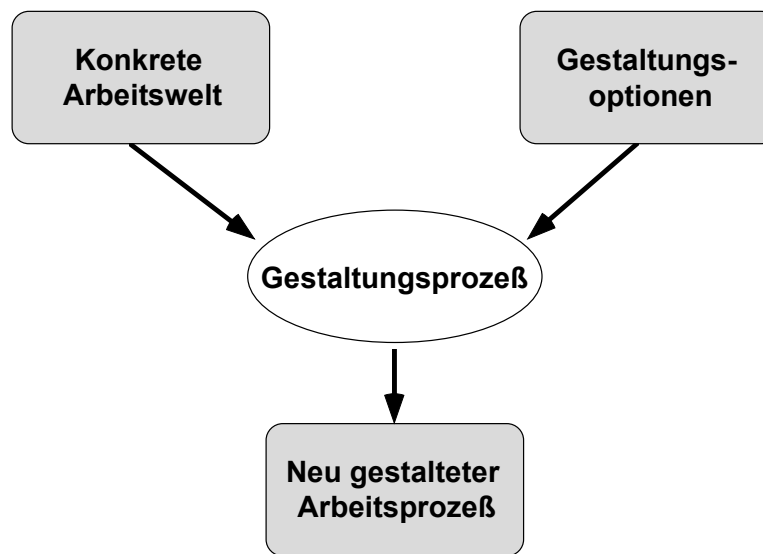 Konkrete
Arbeitswelt
Gestaltungs-
optionen
Gestaltungsprozeß
Neu gestalteter
Arbeitsprozeß